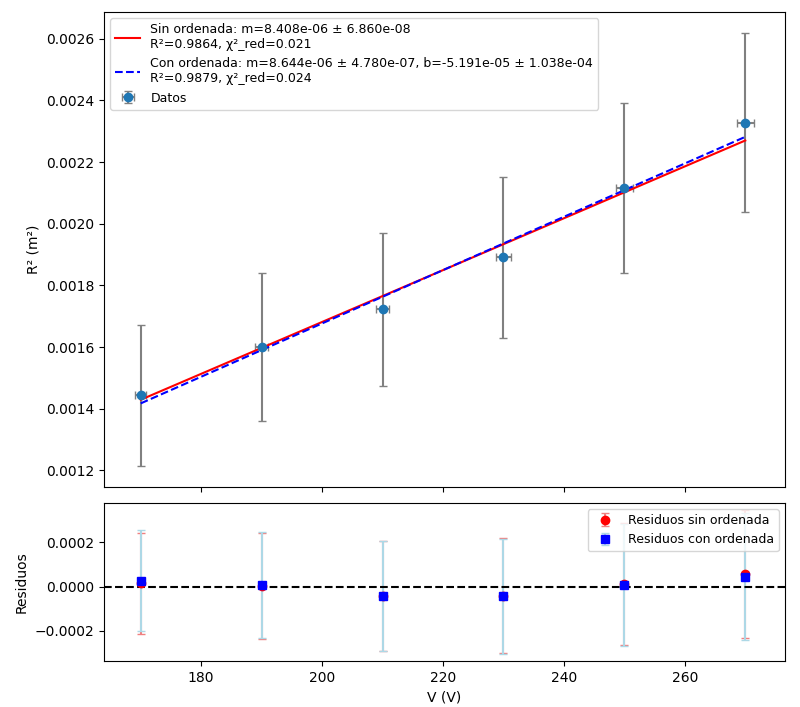 Sin ordenada: m=8.408e-06 ± 6.860e-08
R²=0.9864, χ²_red=0.021
Con ordenada: m=8.644e-06 ± 4.780e-07, b=-5.191e-05 ± 1.038e-04
R²=0.9879, χ²_red=0.024
Datos
R² (m²)
0.0026
0.0024
0.0022
0.0020
0.0018
0.0016
0.0014
0.0012
Residuos sin ordenada
Residuos con ordenada
Residuos
0.0002
0.0000
−0.0002
180
200
220
240
260
V (V)